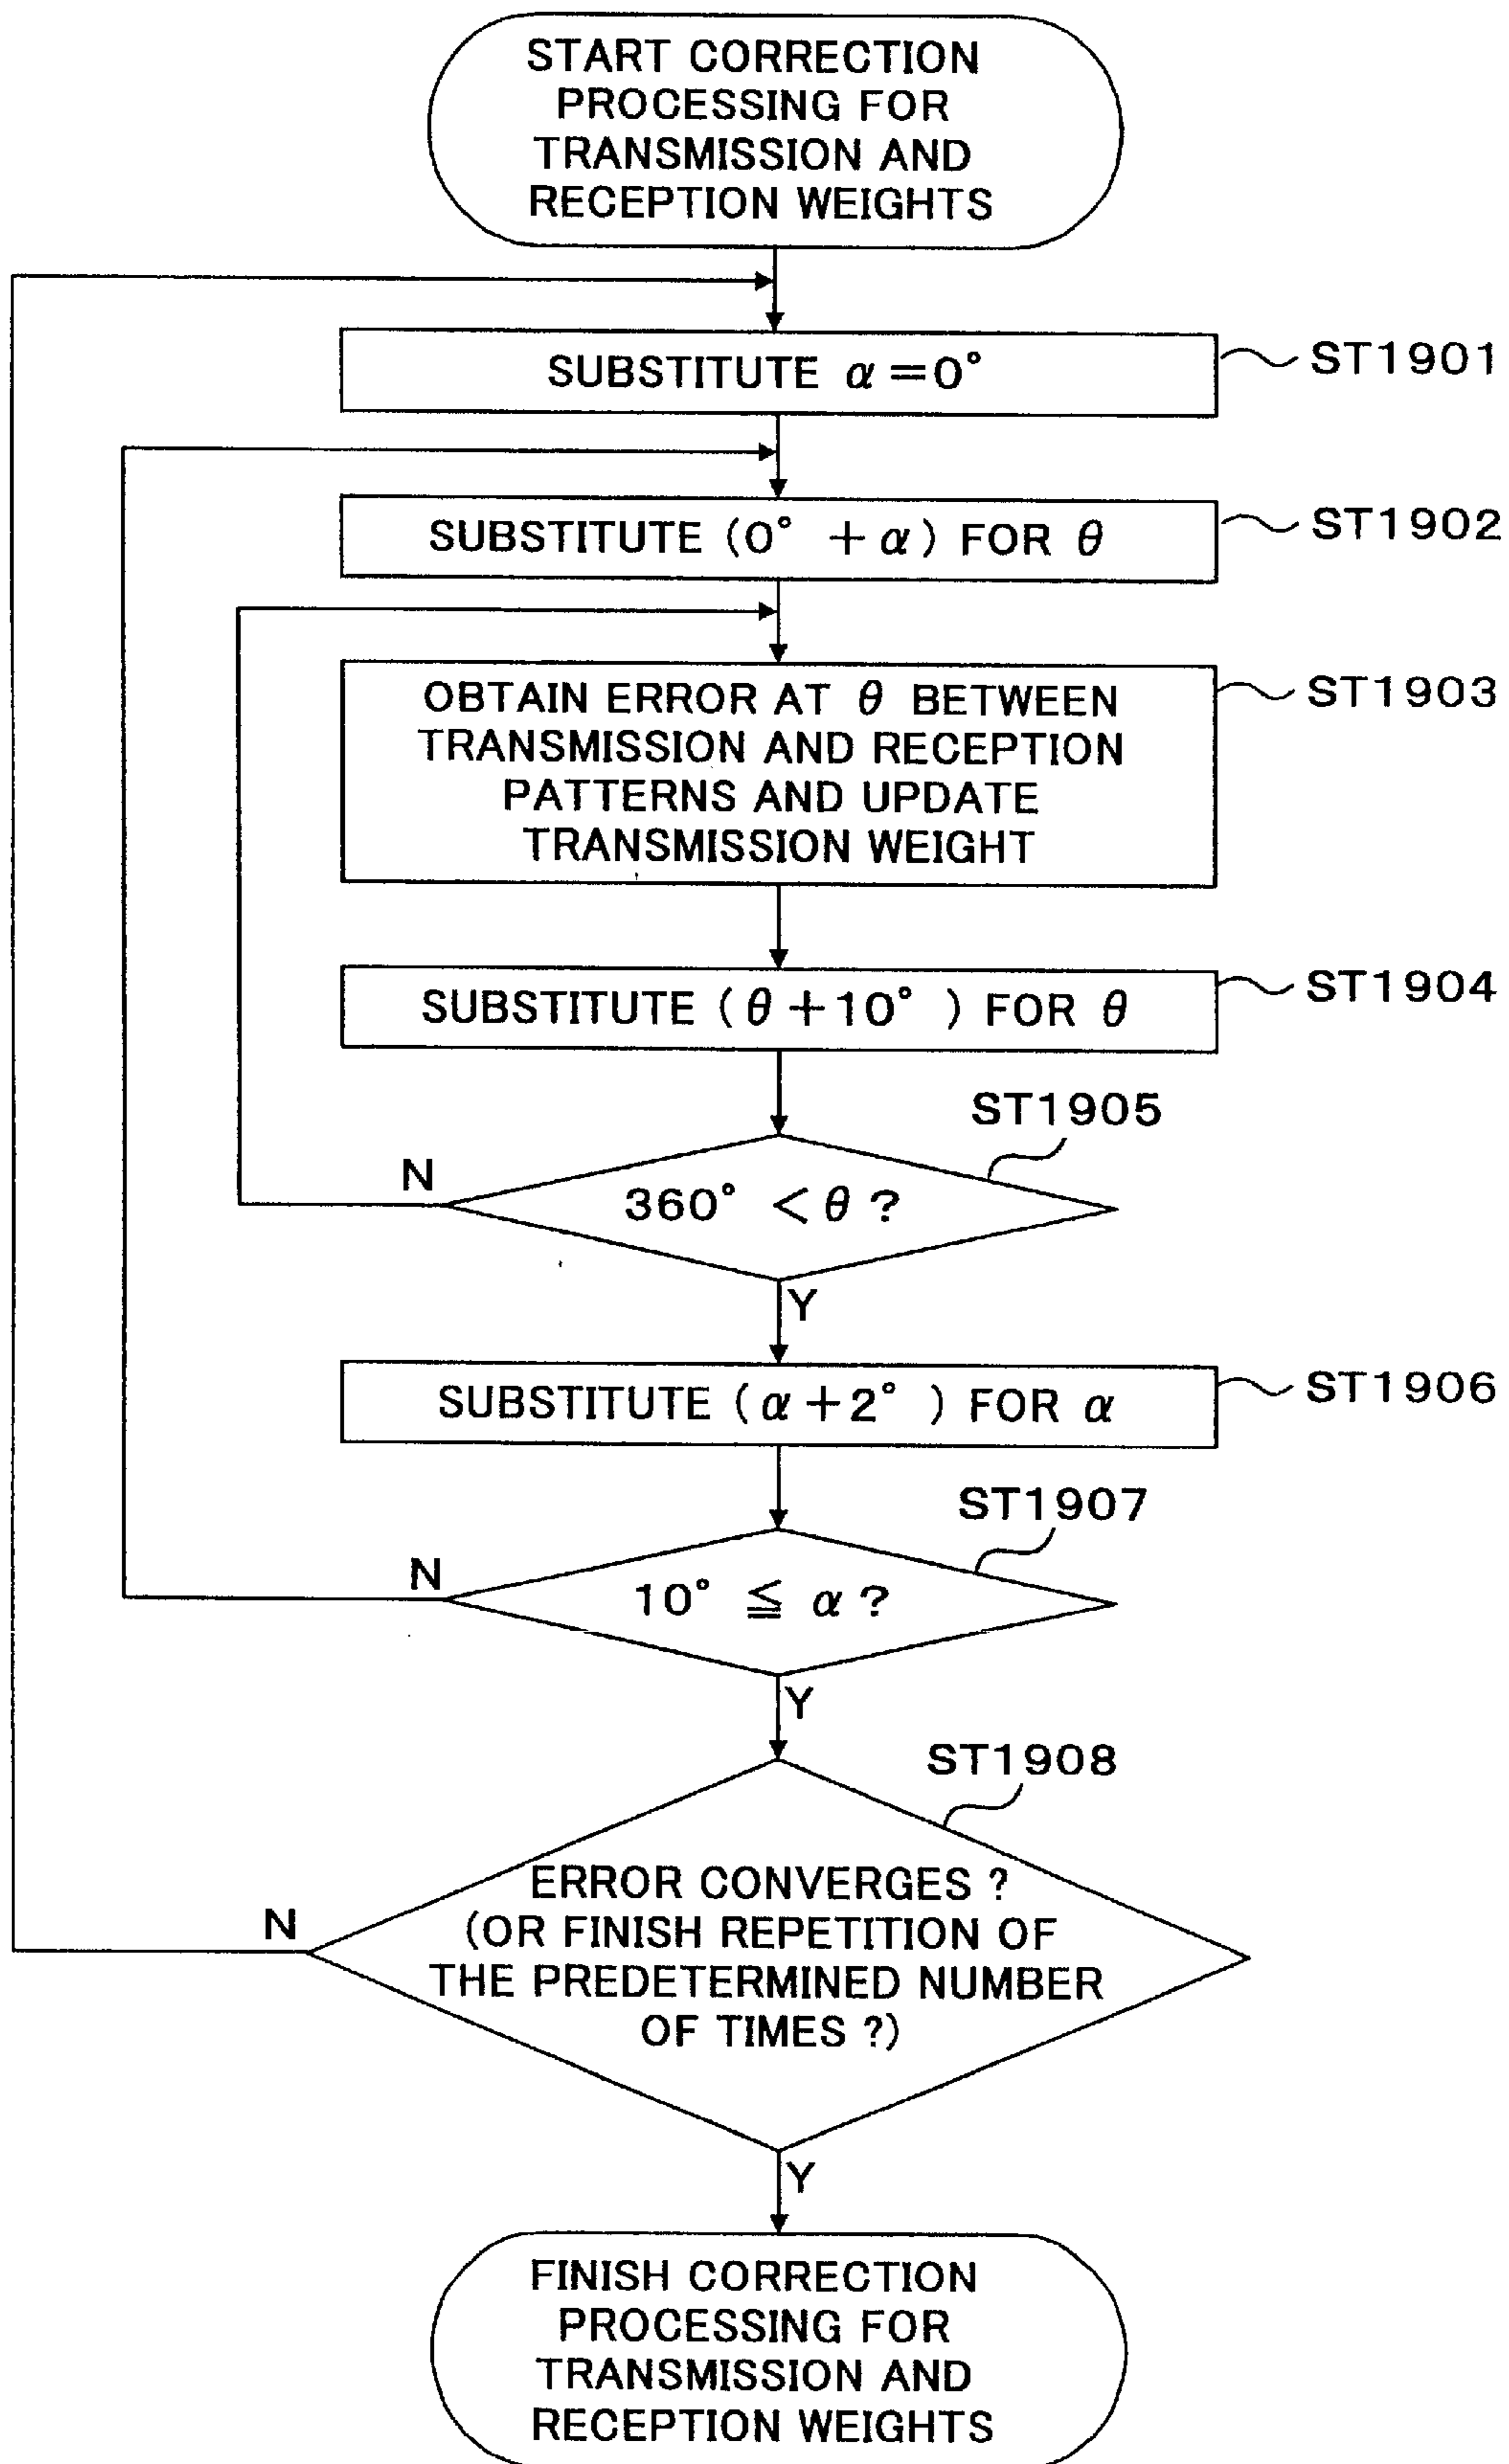 START CORRECTION
PROCESSING FOR
TRANSMISSION AND
RECEPTION WEIGHTS
SUBSTITUTE α=0°
ST1901
SUBSTITUTE (0° +α) FOR θ
ST1902
OBTAIN ERROR AT θ BETWEEN
TRANSMISSION AND RECEPTION
PATTERNS AND UPDATE
TRANSMISSION WEIGHT
ST1903
SUBSTITUTE (θ+10° ) FOR θ
ST1904
ST1905
N
360° <θ ?
Y
SUBSTITUTE (α+2° ) FOR α
ST1906
ST1907
N
10° ≦ α ?
Y
ST1908
N
ERROR CONVERGES ?
(OR FINISH REPETITION OF
THE PREDETERMINED NUMBER
OF TIMES ?)
Y
FINISH CORRECTION
PROCESSING FOR
TRANSMISSION AND
RECEPTION WEIGHTS